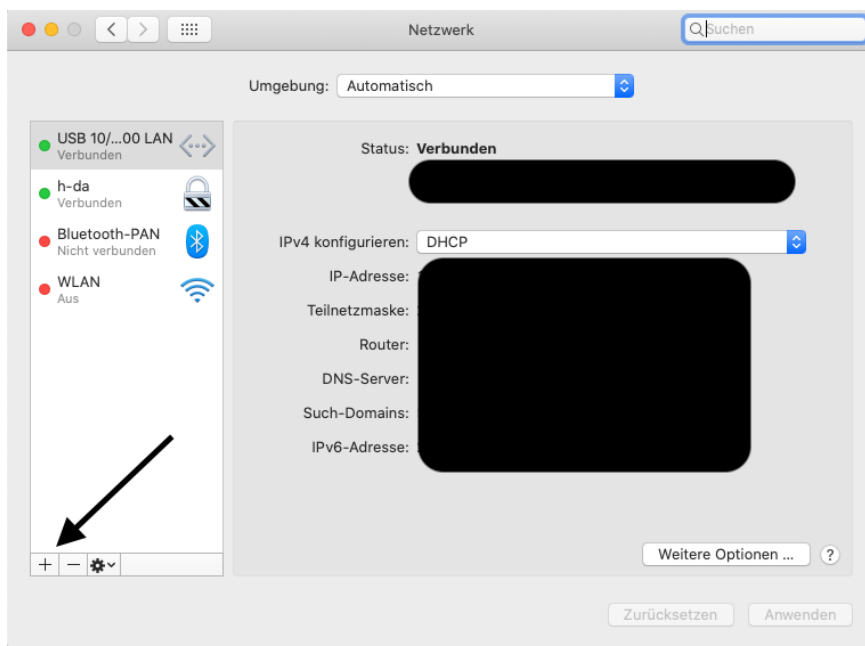 Netzwerk
Suchen
Umgebung: Automatisch
USB 10/...00 LAN
Verbunden
h-da
Verbunden
Bluetooth-PAN
Nicht verbunden
WLAN
Aus
Status: Verbunden
IPv4 konfigurieren: DHCP
IP-Adresse:
Teilnetzmaske:
Router:
DNS-Server:
Such-Domains:
IPv6-Adresse:
Weitere Optionen ... ?
Zurücksetzen Anwenden